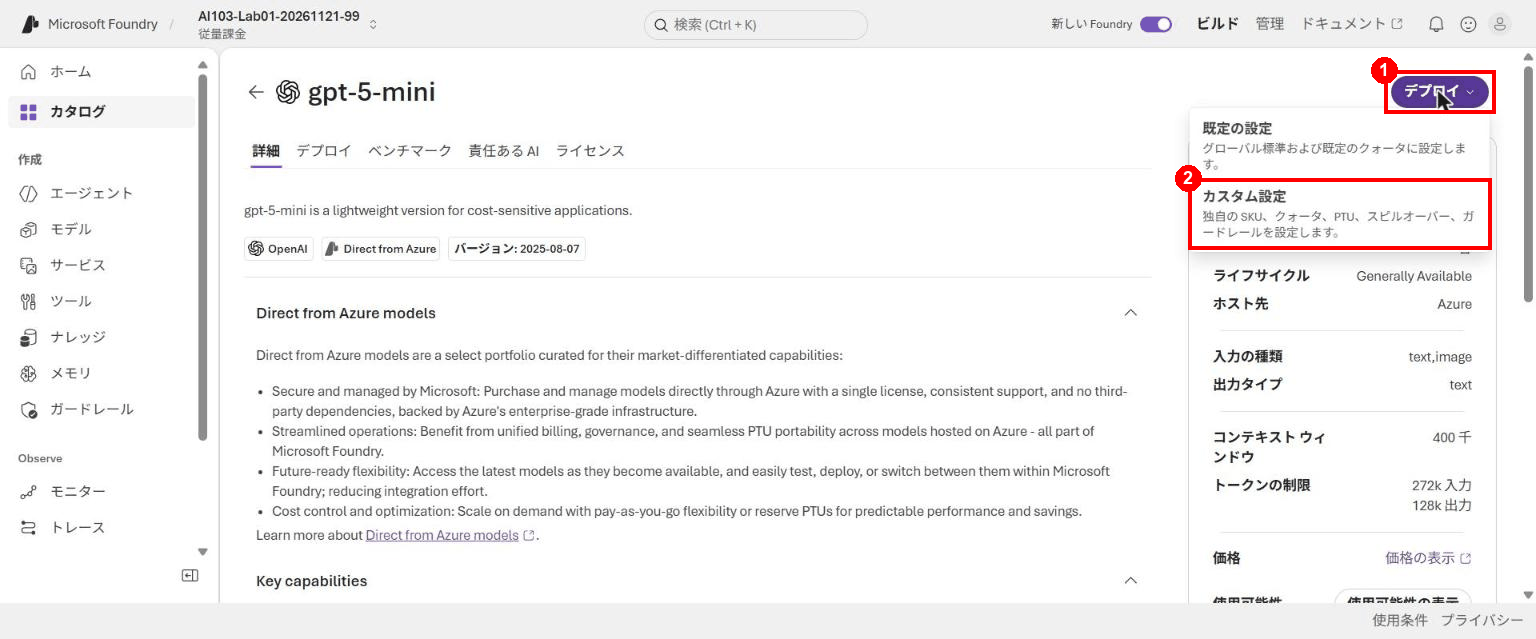 Microsoft Foundry / AI103-Lab01-20261121-99
従量課金
検索 (Ctrl + K)
新しい Foundry
ビルド 管理 ドキュメント
ホーム
カタログ
作成
エージェント
モデル
サービス
ツール
ナレッジ
メモリ
ガードレール
Observe
モニター
トレース
gpt-5-mini
1
デプロイ
詳細 デプロイ ベンチマーク 責任ある AI ライセンス
既定の設定
グローバル標準および既定のクォータに設定しま
す。
2
カスタム設定
独自の SKU、クォータ、PTU、スピルオーバー、ガ
ードレールを設定します。
gpt-5-mini is a lightweight version for cost-sensitive applications.
OpenAI Direct from Azure バージョン: 2025-08-07
Direct from Azure models
Direct from Azure models are a select portfolio curated for their market-differentiated capabilities:
• Secure and managed by Microsoft: Purchase and manage models directly through Azure with a single license, consistent support, and no third-
party dependencies, backed by Azure's enterprise-grade infrastructure.
• Streamlined operations: Benefit from unified billing, governance, and seamless PTU portability across models hosted on Azure - all part of
Microsoft Foundry.
• Future-ready flexibility: Access the latest models as they become available, and easily test, deploy, or switch between them within Microsoft
Foundry; reducing integration effort.
• Cost control and optimization: Scale on demand with pay-as-you-go flexibility or reserve PTUs for predictable performance and savings.
Learn more about Direct from Azure models .
Key capabilities
ライフサイクル Generally Available
ホスト先 Azure
入力の種類 text,image
出力タイプ text
コンテキスト ウィ 400 千
ンドウ
トークンの制限 272k 入力
128k 出力
価格 価格の表示
使用可能性 使用可能性の表示
使用条件 プライバシー